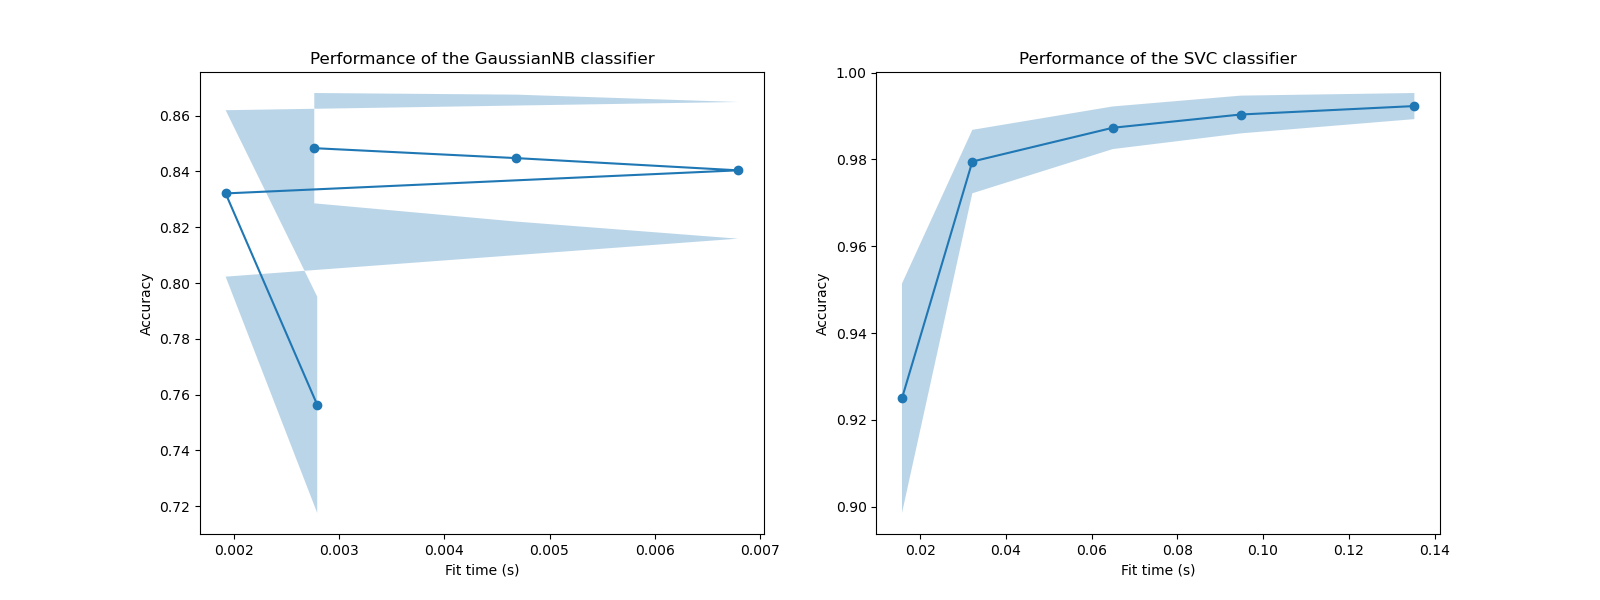 Performance of the GaussianNB classifier
0.86
0.84
0.82
0.80
0.78
0.76
0.74
0.72
Accuracy
0.002 0.003 0.004 0.005 0.006 0.007
Fit time (s)
Performance of the SVC classifier
1.00
0.98
0.96
0.94
0.92
0.90
Accuracy
0.02 0.04 0.06 0.08 0.10 0.12 0.14
Fit time (s)